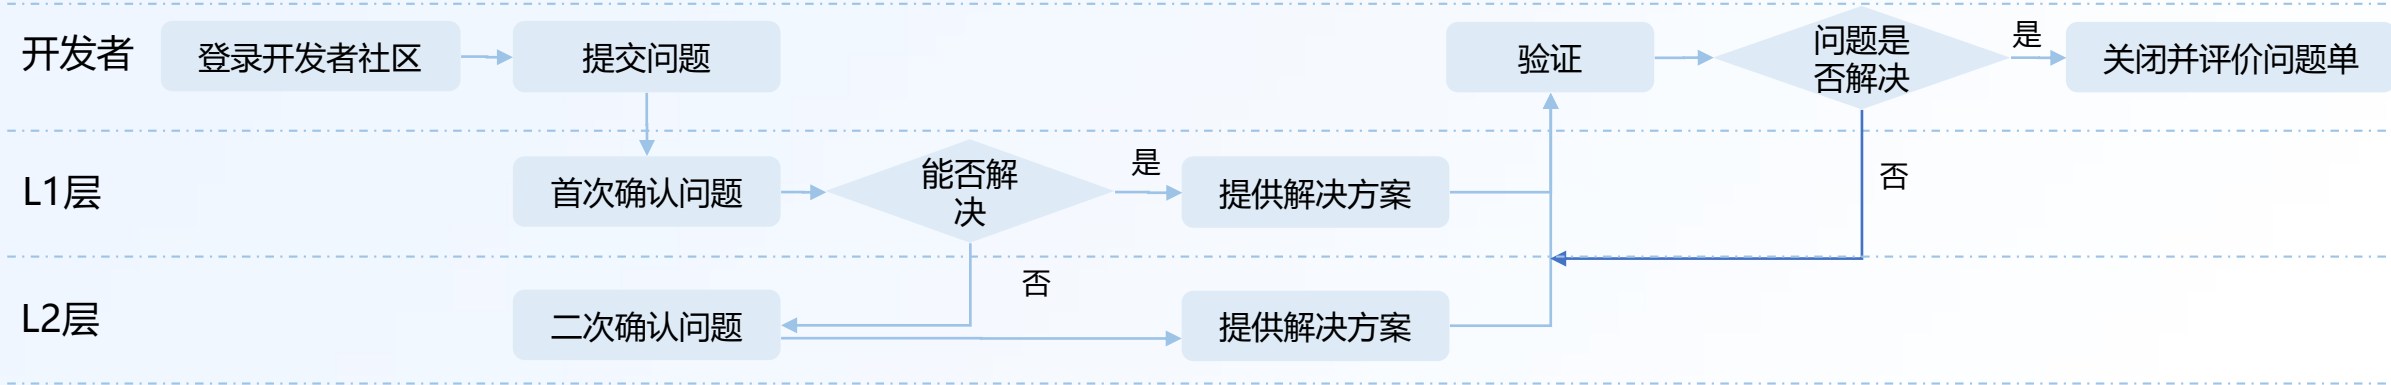 开发者
登录开发者社区
提交问题
验证
问题是
否解决
是
关闭并评价问题单
L1层
首次确认问题
能否解
决
是
提供解决方案
否
L2层
二次确认问题
否
提供解决方案